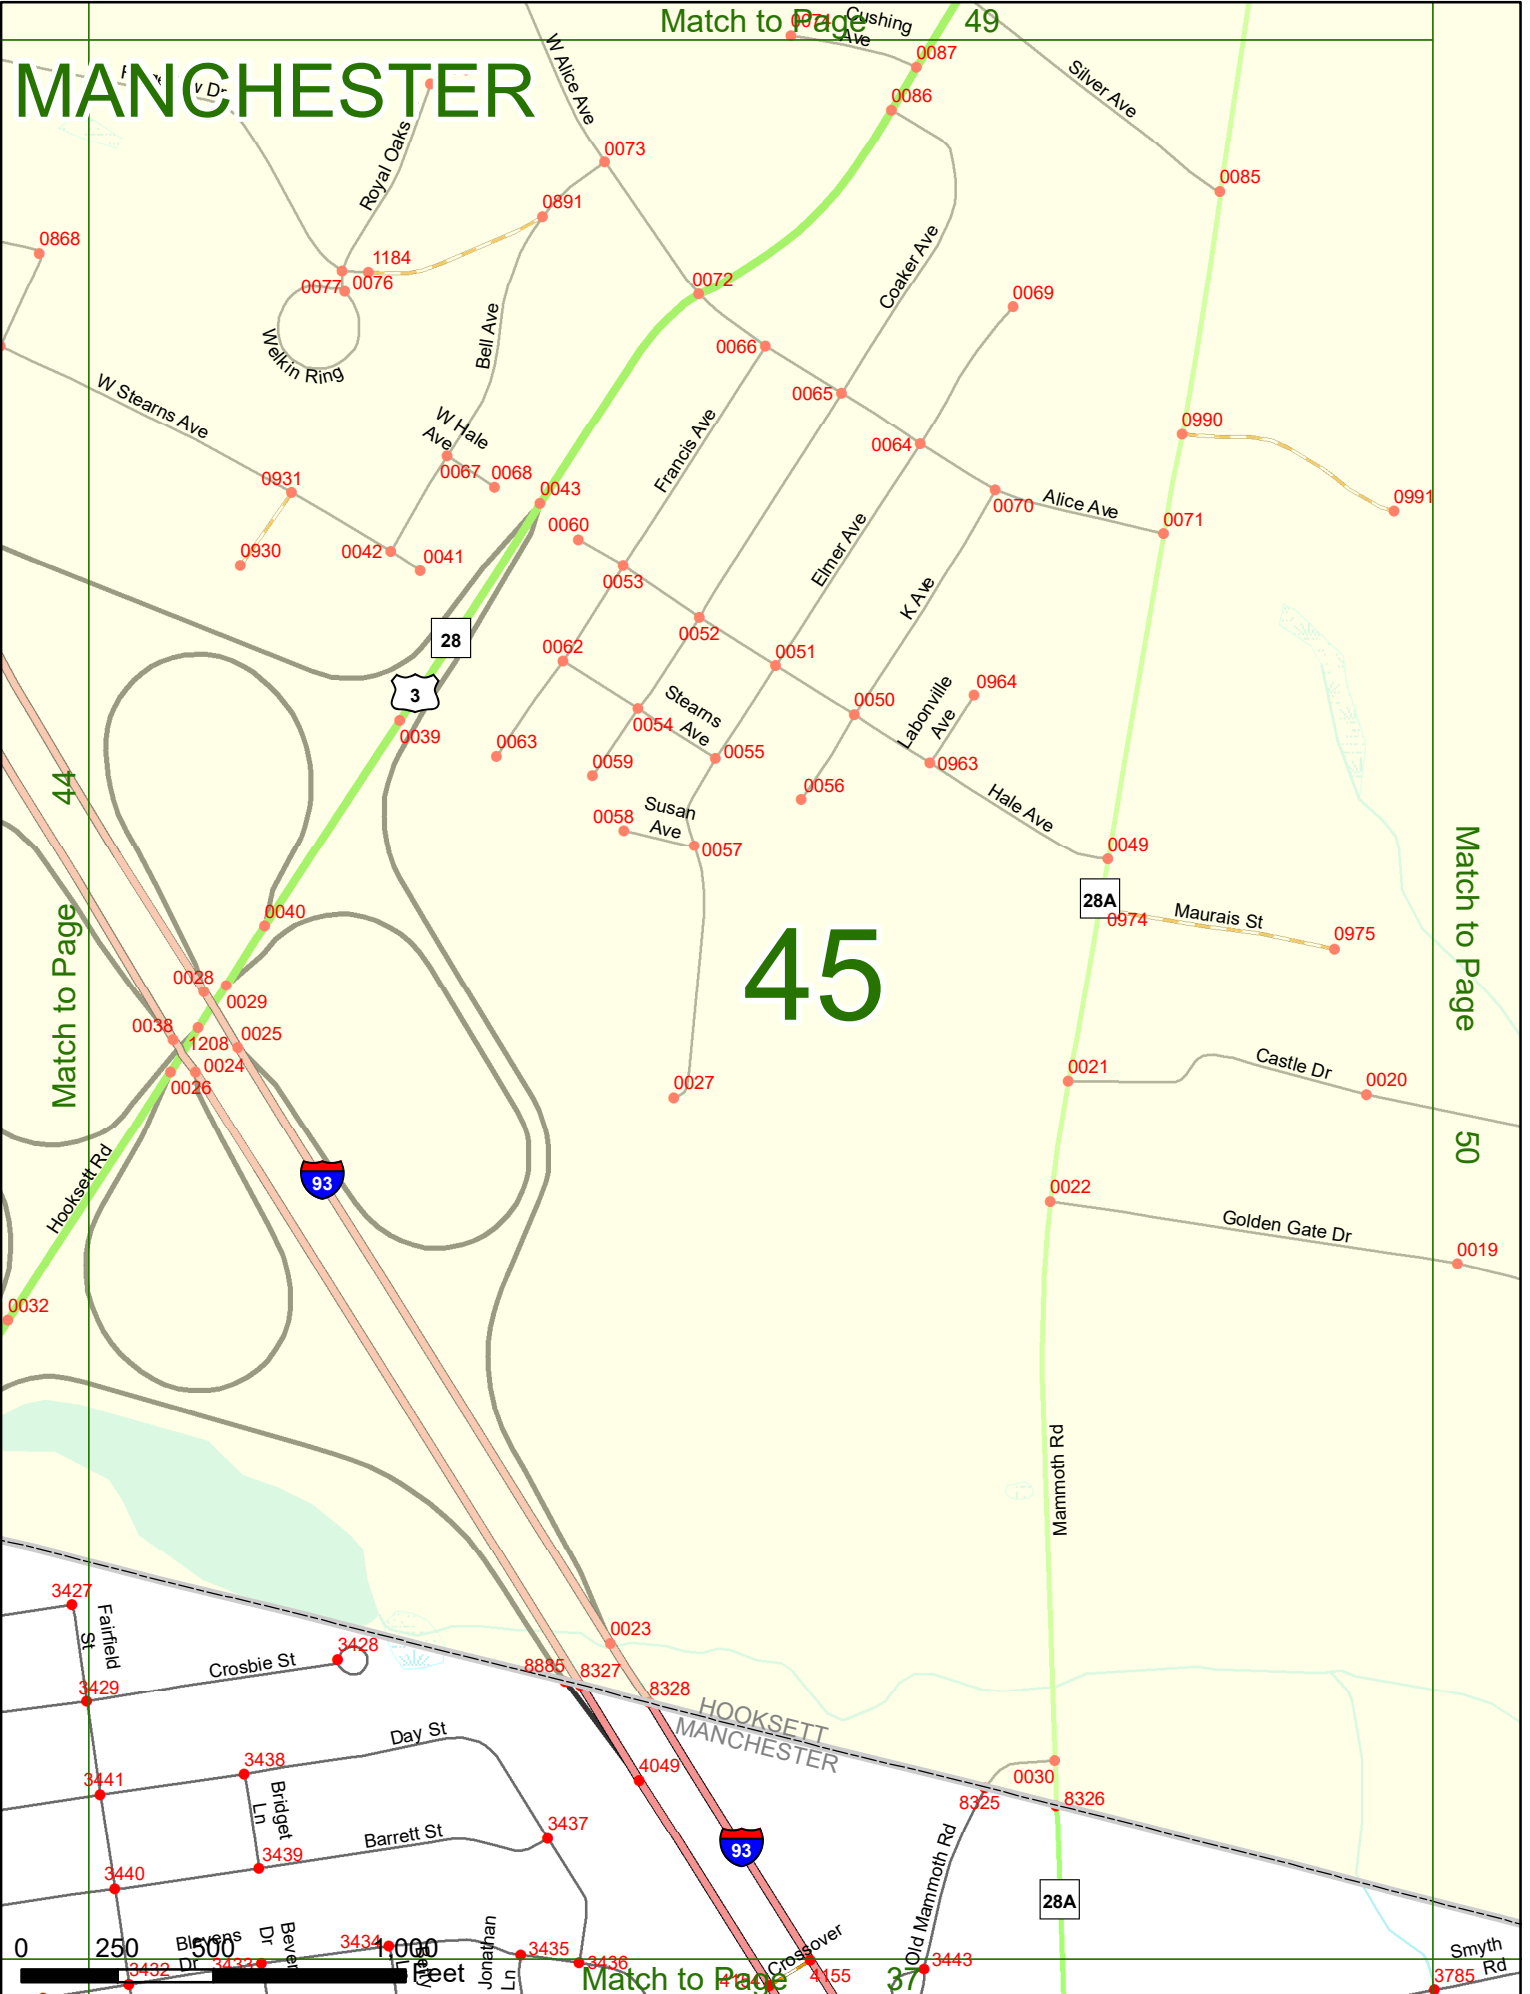 Match to Page 49
MANCHESTER
0074
Cushing
Ave
0087
0086
W Alice Ave
Silver Ave
0073
Royal Oaks
0085
0891
0868
1184
0077
0076
0072
Coaker Ave
0069
Bell Ave
Welkin Ring
0066
0065
W Stearns Ave
W Hale
Ave
Francis Ave
0064
0990
0067
0068
0931
0043
0070
Alice Ave
0991
0071
0060
0930
0042
0041
0053
Elmer Ave
K Ave
28
0052
0062
0051
3
Stearns
Ave
Labonville
Ave
0964
0039
0063
0054
0050
0055
0963
0059
0056
44
Match to Page
0058
Susan
Ave
0057
Hale Ave
0049
28A
0974
Maurais St
0975
0040
45
Match to Page
50
0028
0029
0038
1208
0025
0024
0026
0027
0021
Castle Dr
0020
Hooksett Rd
93
0022
Golden Gate Dr
0019
0032
Mammoth Rd
3427
Fairfield
St
Crosbie St
3428
0023
8885
8327
8328
3429
HOOKSETT
MANCHESTER
Day St
3438
3441
Bridget
Ln
4049
0030
8325
8326
Barrett St
3437
93
3439
3440
Old Mammoth Rd
28A
0 250 500 1,000
Feet
Blevens
Dr
3432
3433
Dr
3434
Jonathan
Ln
3435
3436
Match to Page 37
Crossover
4155
3443
Smyth
Rd
3785